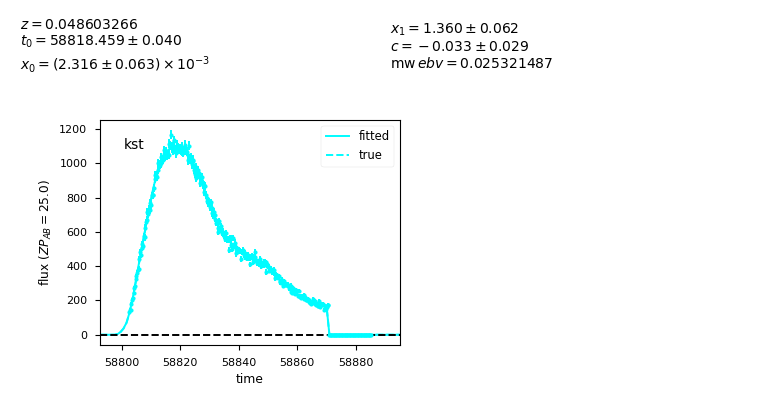 z = 0.048603266
t₀ = 58818.459 ± 0.040
x₀ = (2.316 ± 0.063) × 10⁻³
x₁ = 1.360 ± 0.062
c = −0.033 ± 0.029
mw ebv = 0.025321487
kst
fitted
true
flux (ZP_AB = 25.0)
1200
1000
800
600
400
200
0
58800 58820 58840 58860 58880
time